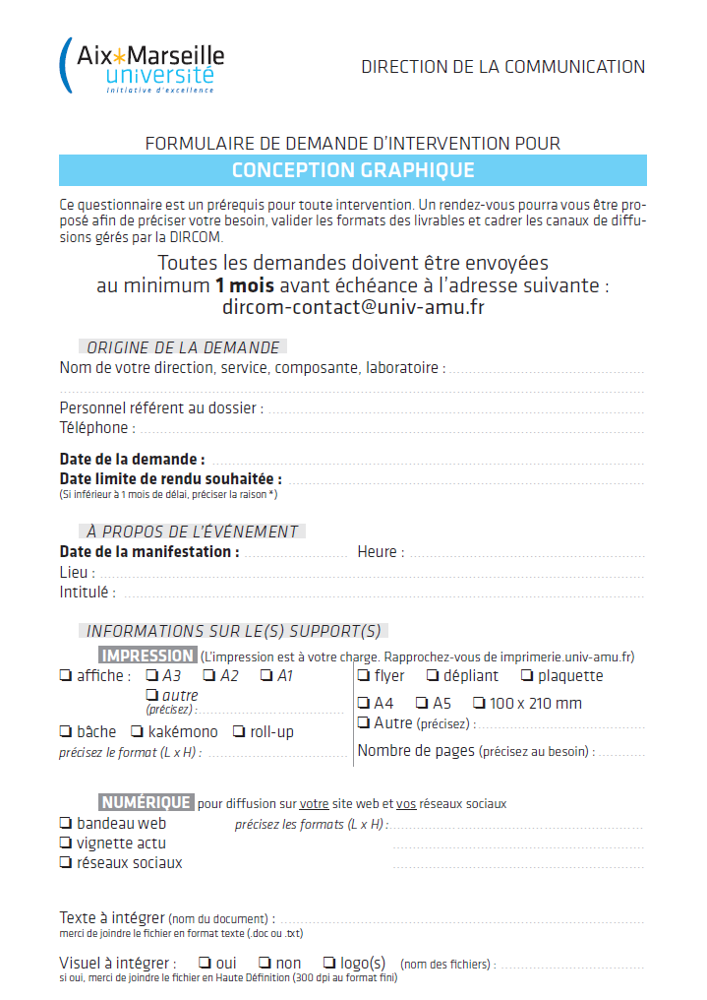 Aix*Marseille
université
Initiative d'excellence
DIRECTION DE LA COMMUNICATION
FORMULAIRE DE DEMANDE D'INTERVENTION POUR
CONCEPTION GRAPHIQUE
Ce questionnaire est un prérequis pour toute intervention. Un rendez-vous pourra vous être pro-
posé afin de préciser votre besoin, valider les formats des livrables et cadrer les canaux de diffu-
sions gérés par la DIRCOM.
Toutes les demandes doivent être envoyées
au minimum 1 mois avant échéance à l'adresse suivante :
dircom-contact@univ-amu.fr
ORIGINE DE LA DEMANDE
Nom de votre direction, service, composante, laboratoire :
Personnel référent au dossier :
Téléphone :
Date de la demande :
Date limite de rendu souhaitée :
(Si inférieur à 1 mois de délai, préciser la raison *)
À PROPOS DE L'ÉVÉNEMENT
Date de la manifestation : Heure :
Lieu :
Intitulé :
INFORMATIONS SUR LE(S) SUPPORT(S)
IMPRESSION (L'impression est à votre charge. Rapprochez-vous de imprimerie.univ-amu.fr)
❏ affiche : ❏ A3 ❏ A2 ❏ A1
❏ autre
(précisez) :
❏ bâche ❏ kakémono ❏ roll-up
précisez le format (L x H) :
❏ flyer ❏ dépliant ❏ plaquette
❏ A4 ❏ A5 ❏ 100 x 210 mm
❏ Autre (précisez) :
Nombre de pages (précisez au besoin) :
NUMÉRIQUE pour diffusion sur votre site web et vos réseaux sociaux
❏ bandeau web précisez les formats (L x H) :
❏ vignette actu
❏ réseaux sociaux
Texte à intégrer (nom du document) :
merci de joindre le fichier en format texte (.doc ou .txt)
Visuel à intégrer : ❏ oui ❏ non ❏ logo(s) (nom des fichiers) :
si oui, merci de joindre le fichier en Haute Définition (300 dpi au format fini)